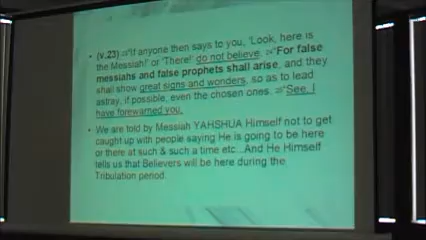 • (v.23) "If anyone then says to you, 'Look, here is
the Messiah!' or 'There!' do not believe. "For false
messiahs and false prophets shall arise, and they
shall show great signs and wonders, so as to lead
astray, if possible, even the chosen ones. "See, I
have forewarned you.
• We are told by Messiah YAHSHUA Himself not to get
caught up with people saying He is going to be here
or there at such & such a time etc...And He Himself
tells us that Believers will be here during the
Tribulation period.